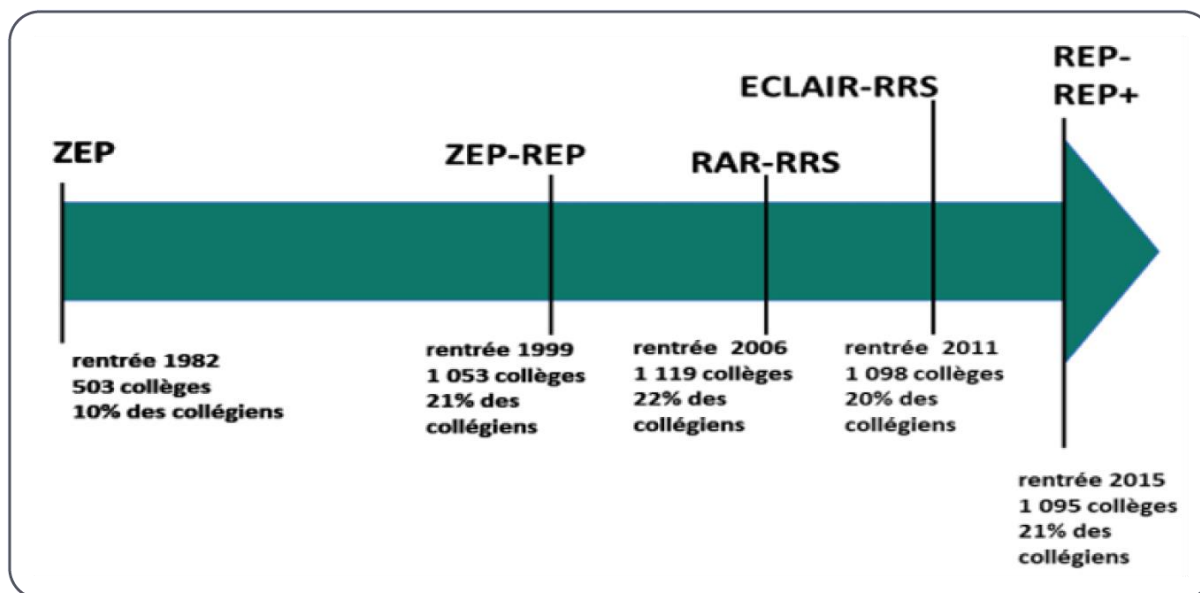 ZEP
rentrée 1982
503 collèges
10% des collégiens
ZEP-REP
rentrée 1999
1 053 collèges
21% des
collégiens
RAR-RRS
rentrée 2006
1 119 collèges
22% des
collégiens
ECLAIR-RRS
rentrée 2011
1 098 collèges
20% des
collégiens
REP-
REP+
rentrée 2015
1 095 collèges
21% des
collégiens